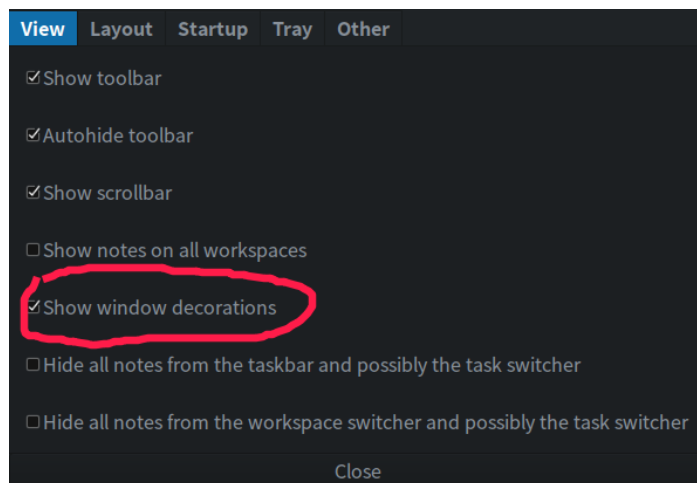 View Layout Startup Tray Other
Show toolbar
Autohide toolbar
Show scrollbar
Show notes on all workspaces
Show window decorations
Hide all notes from the taskbar and possibly the task switcher
Hide all notes from the workspace switcher and possibly the task switcher
Close